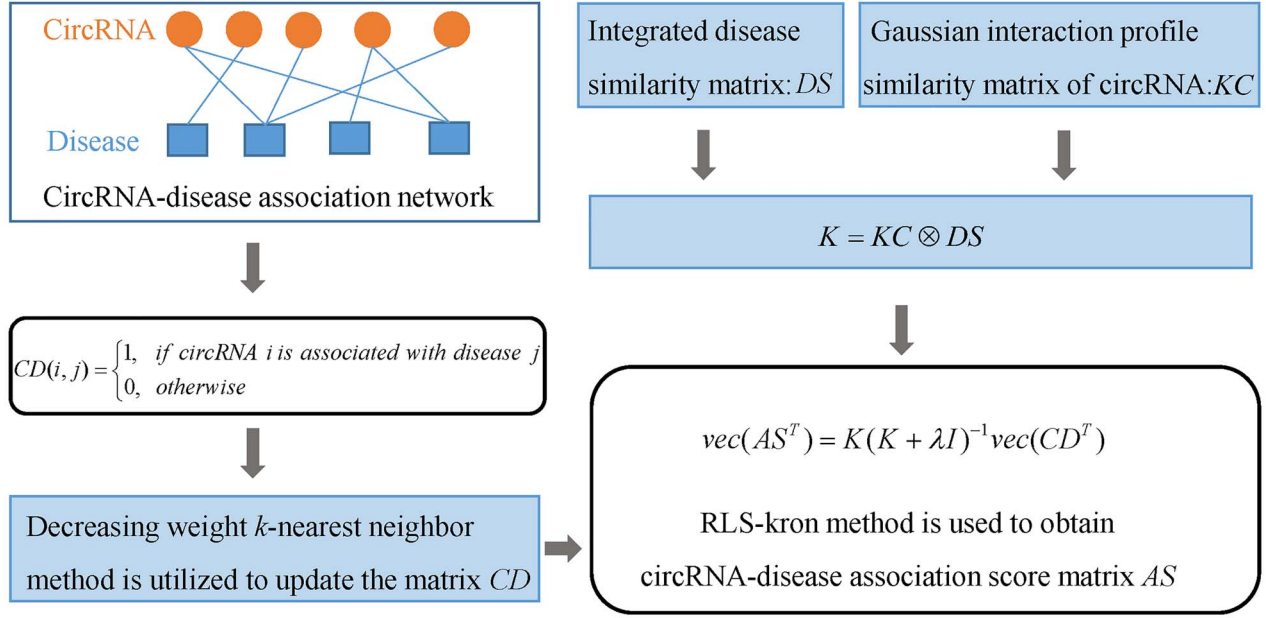 CircRNA
Disease
CircRNA-disease association network
CD(i, j) = {1, if circRNA i is associated with disease j
0, otherwise
Decreasing weight k-nearest neighbor
method is utilized to update the matrix CD
Integrated disease
similarity matrix: DS
Gaussian interaction profile
similarity matrix of circRNA:KC
K = KC ⊗ DS
vec(AS^T) = K(K + λI)^{-1}vec(CD^T)
RLS-kron method is used to obtain
circRNA-disease association score matrix AS